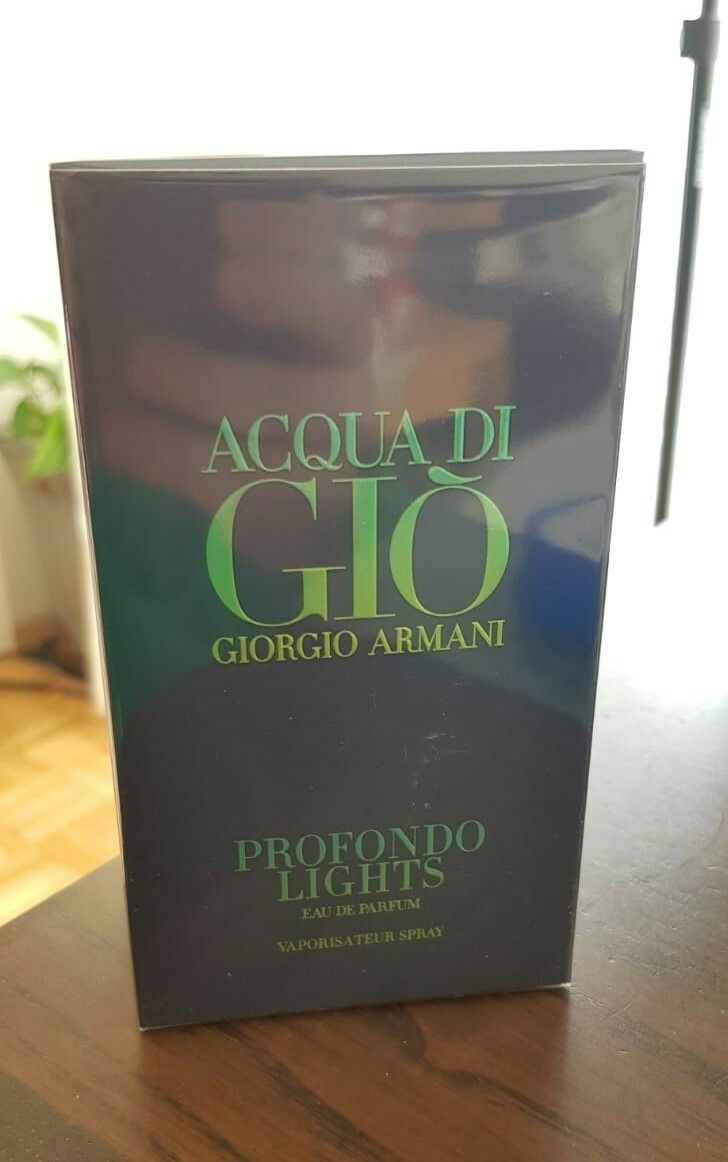 ACQUA DI
GIÒ
GIORGIO ARMANI
PROFONDO
LIGHTS
EAU DE PARFUM
VAPORISATEUR SPRAY